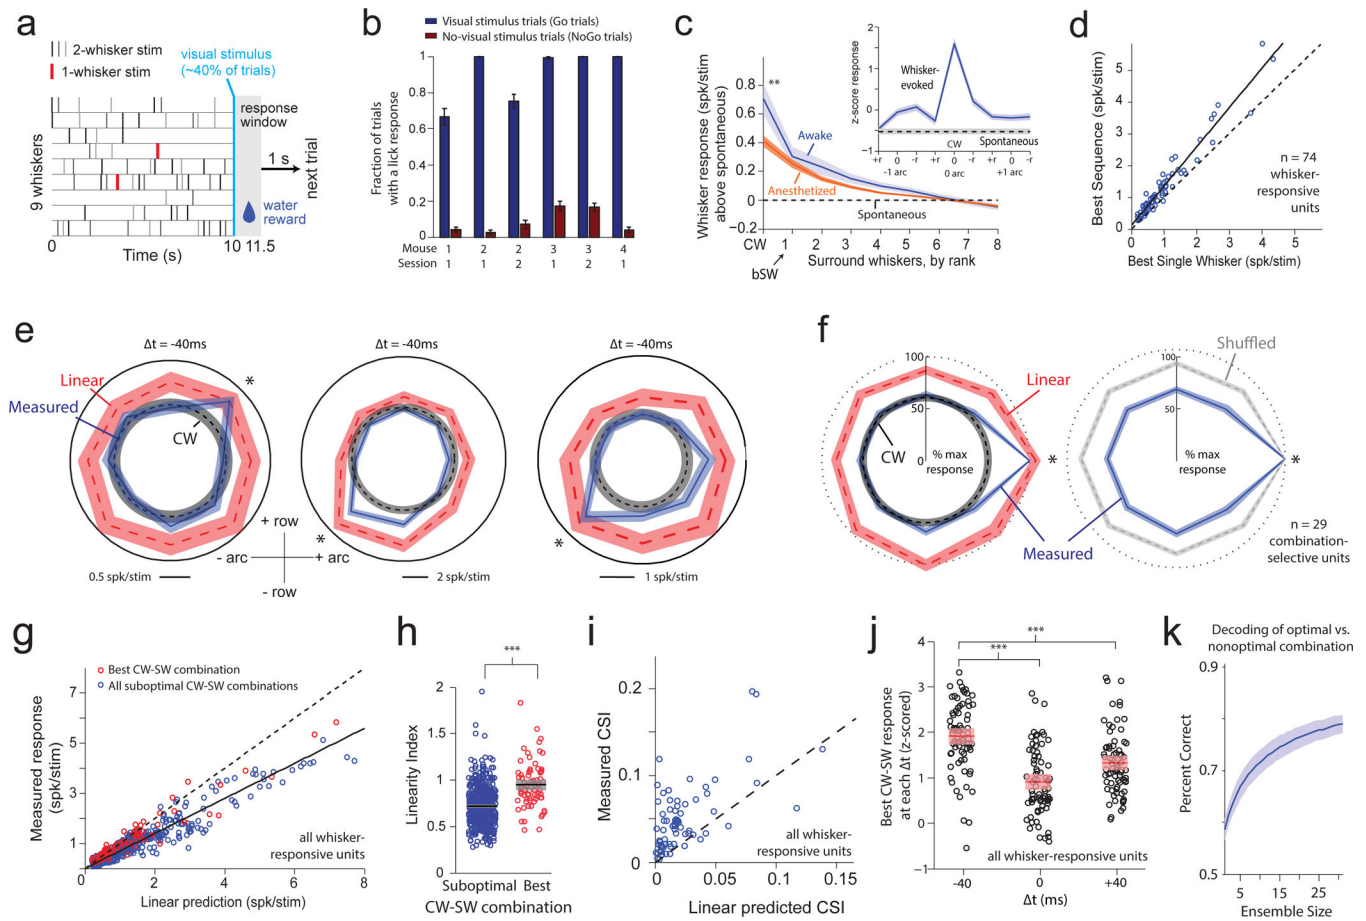 a
2-whisker stim
1-whisker stim
visual stimulus
(~40% of trials)
9 whiskers
response
window
1 s
next trial
water
reward
0
5
10
11.5
Time (s)
b
Visual stimulus trials (Go trials)
No-visual stimulus trials (NoGo trials)
Fraction of trials
with a lick response
1
0.8
0.6
0.4
0.2
0
Mouse 1 2 2 3 3 4
Session 1 1 2 1 2 1
c
Whisker response (spk/stim
above spontaneous)
0.8
0.6
0.4
0.2
0
−0.2
**
Awake
Anesthetized
Spontaneous
CW 1 2 3 4 5 6 7 8
bSW
Surround whiskers, by rank
z-score response
2
1
0
−1
Whisker-
evoked
Spontaneous
+r 0 -r +r CW -r +r 0 -r
-1 arc 0 arc +1 arc
d
Best Sequence (spk/stim)
5
4
3
2
1
0
0 1 2 3 4 5
Best Single Whisker (spk/stim)
n = 74
whisker-
responsive
units
e
Δt = -40ms
Δt = -40ms
Δt = -40ms
Linear
Measured
CW
*
*
*
+ row
- arc
+ arc
- row
0.5 spk/stim
2 spk/stim
1 spk/stim
f
100
50
0
% max
response
CW
Linear
*
Measured
Shuffled
100
50
0
% max
response
*
n = 29
combination-
selective units
g
Best CW-SW combination
All suboptimal CW-SW combinations
Measured response
(spk/stim)
7
5
3
1
0 2 4 6 8
Linear prediction (spk/stim)
all whisker-
responsive units
h
***
Linearity Index
2
1.5
1
0.5
0
Suboptimal Best
CW-SW combination
i
Measured CSI
0.2
0.1
0
0 0.05 0.1 0.15
Linear predicted CSI
all whisker-
responsive units
j
***
***
Best CW-SW response
at each Δt (z-scored)
4
3
2
1
0
−1
all whisker-responsive units
-40 0 +40
Δt (ms)
k
Decoding of optimal vs.
nonoptimal combination
Percent Correct
0.9
0.7
0.5
5 15 25
Ensemble Size